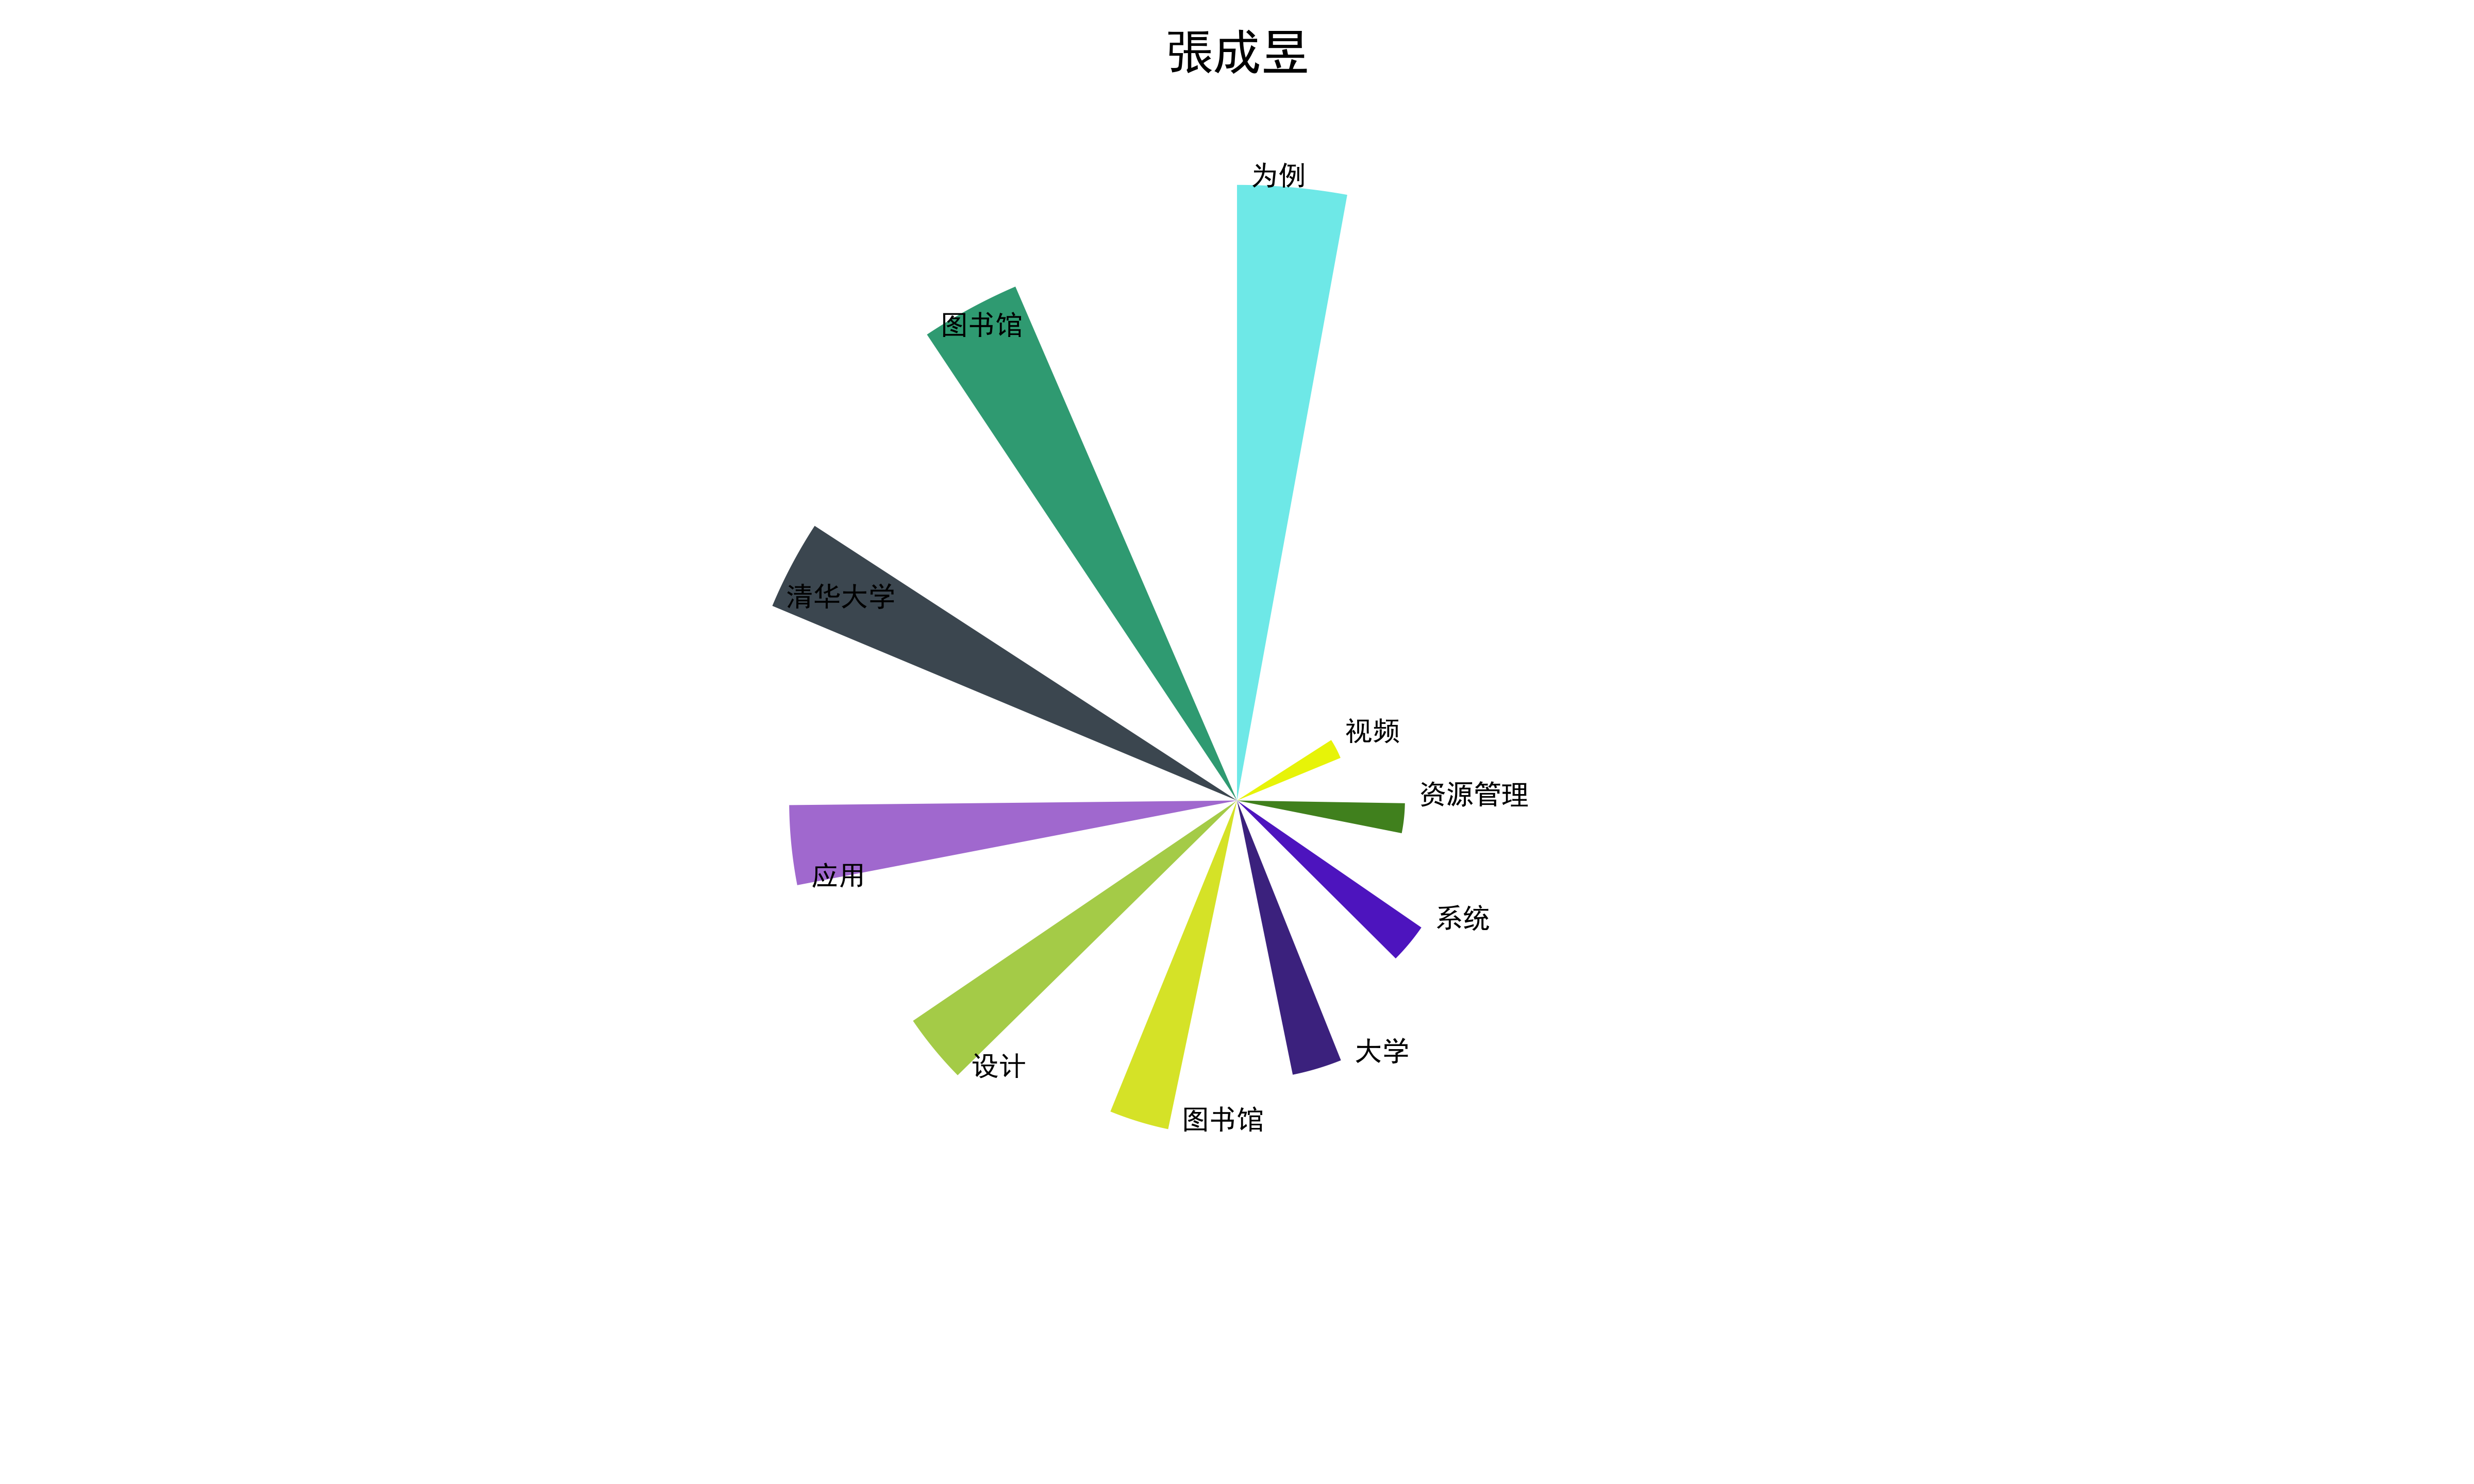 張成昱
为例
图书馆
清华大学
视频
资源管理
应用
系统
大学
设计
图书馆